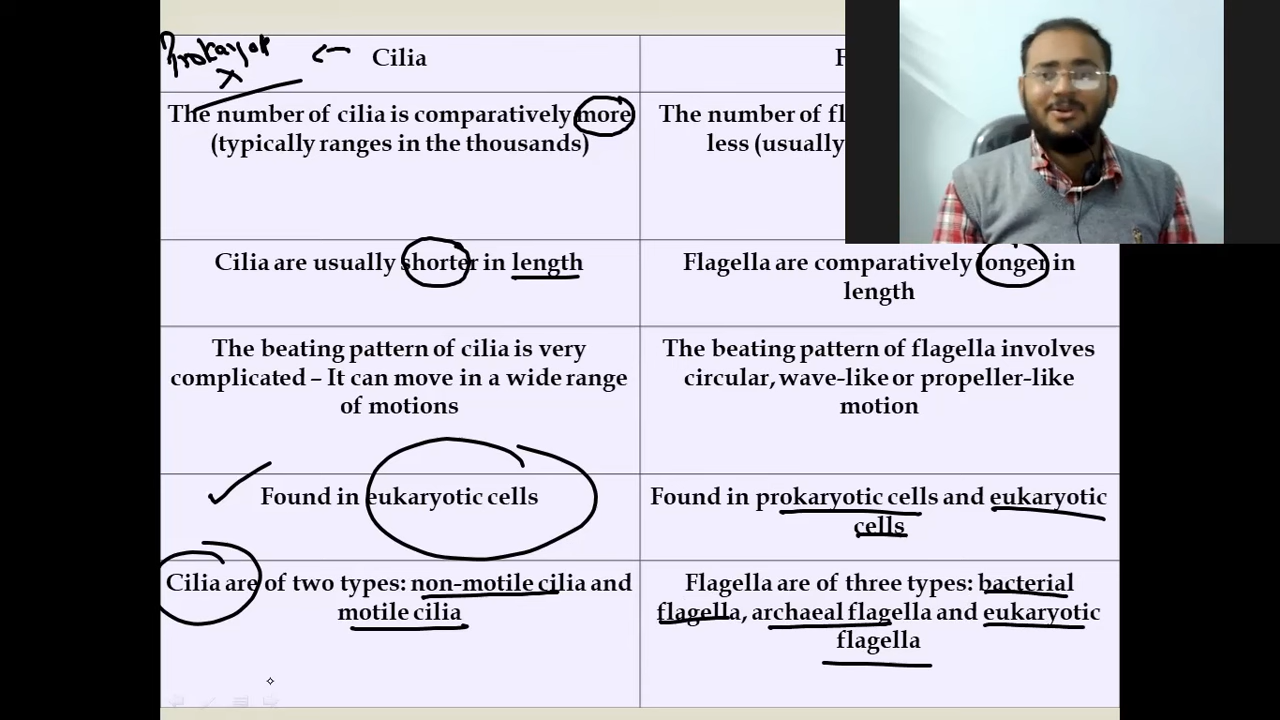 Prokaryot
Cilia
F
The number of cilia is comparatively more
(typically ranges in the thousands)
The number of fl
less (usually
Cilia are usually shorter in length
Flagella are comparatively longer in
length
The beating pattern of cilia is very
complicated – It can move in a wide range
of motions
The beating pattern of flagella involves
circular, wave-like or propeller-like
motion
Found in eukaryotic cells
Found in prokaryotic cells and eukaryotic
cells
Cilia are of two types: non-motile cilia and
motile cilia
Flagella are of three types: bacterial
flagella, archaeal flagella and eukaryotic
flagella